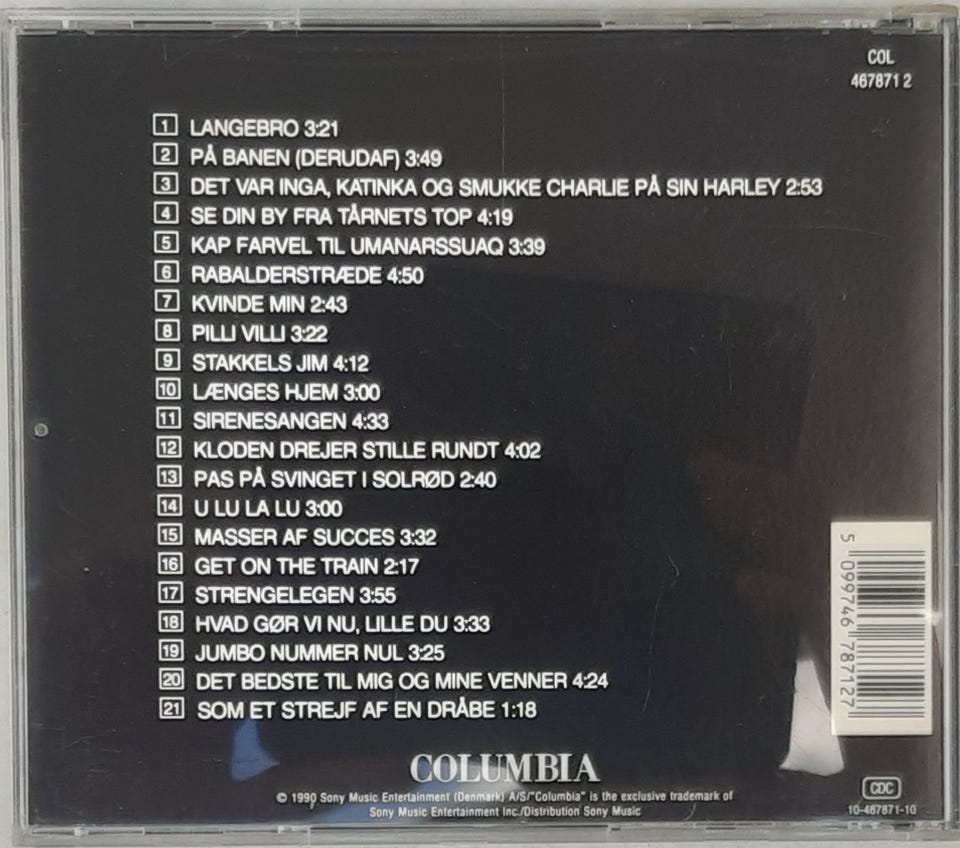 COL
467871 2
1 LANGEBRO 3:21
2 PÅ BANEN (DERUDAF) 3:49
3 DET VAR INGA, KATINKA OG SMUKKE CHARLIE PÅ SIN HARLEY 2:53
4 SE DIN BY FRA TÅRNETS TOP 4:19
5 KAP FARVEL TIL UMANARSSUAQ 3:39
6 RABALDERSTRÆDE 4:50
7 KVINDE MIN 2:43
8 PILLI VILLI 3:22
9 STAKKELS JIM 4:12
10 LÆNGES HJEM 3:00
11 SIRENESANGEN 4:33
12 KLODEN DREJER STILLE RUNDT 4:02
13 PAS PÅ SVINGET I SOLRØD 2:40
14 U LU LA LU 3:00
15 MASSER AF SUCCES 3:32
16 GET ON THE TRAIN 2:17
17 STRENGELEGEN 3:55
18 HVAD GØR VI NU, LILLE DU 3:33
19 JUMBO NUMMER NUL 3:25
20 DET BEDSTE TIL MIG OG MINE VENNER 4:24
21 SOM ET STREJF AF EN DRÅBE 1:18
5 099746 787127
COLUMBIA
© 1990 Sony Music Entertainment (Denmark) A/S/"Columbia" is the exclusive trademark of
Sony Music Entertainment Inc./Distribution Sony Music
CDC
10-467871-10